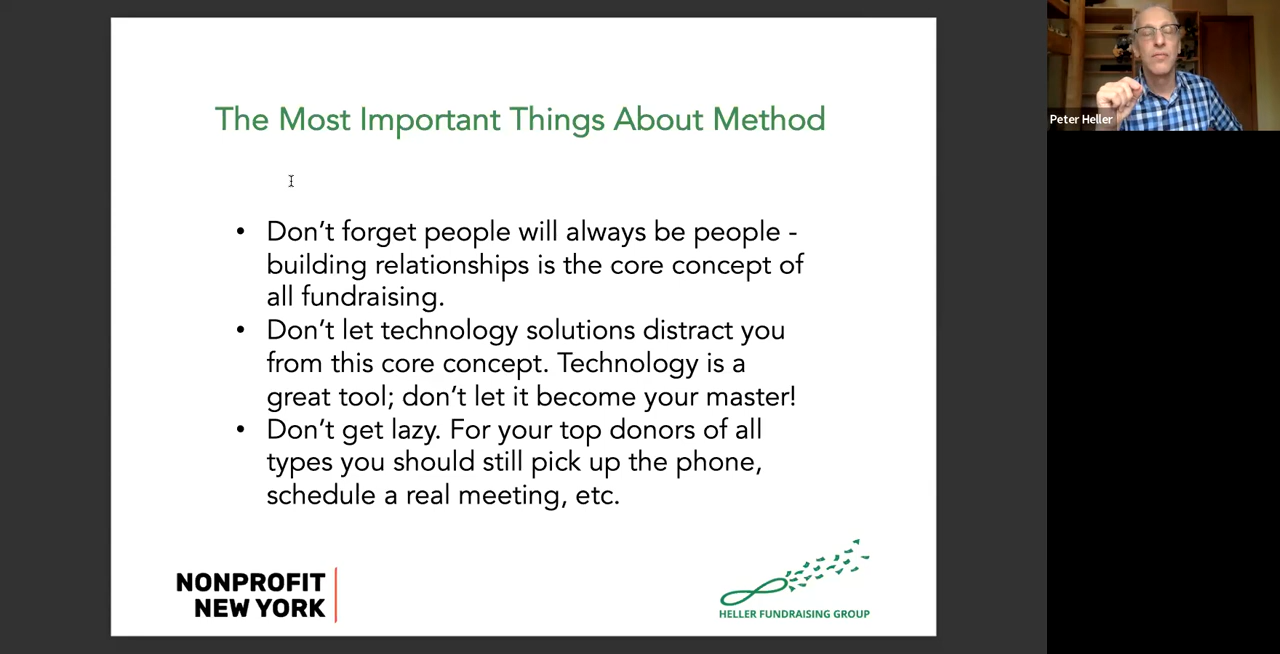 The Most Important Things About Method
• Don’t forget people will always be people -
building relationships is the core concept of
all fundraising.
• Don’t let technology solutions distract you
from this core concept. Technology is a
great tool; don’t let it become your master!
• Don’t get lazy. For your top donors of all
types you should still pick up the phone,
schedule a real meeting, etc.
NONPROFIT
NEW YORK
HELLER FUNDRAISING GROUP
Peter Heller